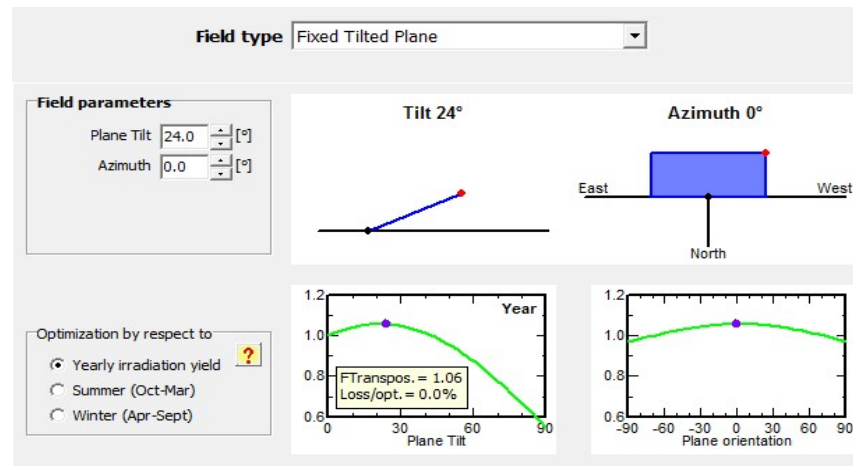 Field type Fixed Tilted Plane
Field parameters
Plane Tilt 24.0 [º]
Azimuth 0.0 [º]
Tilt 24°
Azimuth 0°
East West
North
Optimization by respect to
Yearly irradiation yield ?
Summer (Oct-Mar)
Winter (Apr-Sept)
1.2
1.0
0.8
0.6
Year
FTranspos.= 1.06
Loss/opt.= 0.0%
0 30 60 90
Plane Tilt
1.2
1.0
0.8
0.6
-90 -60 -30 0 30 60 90
Plane orientation